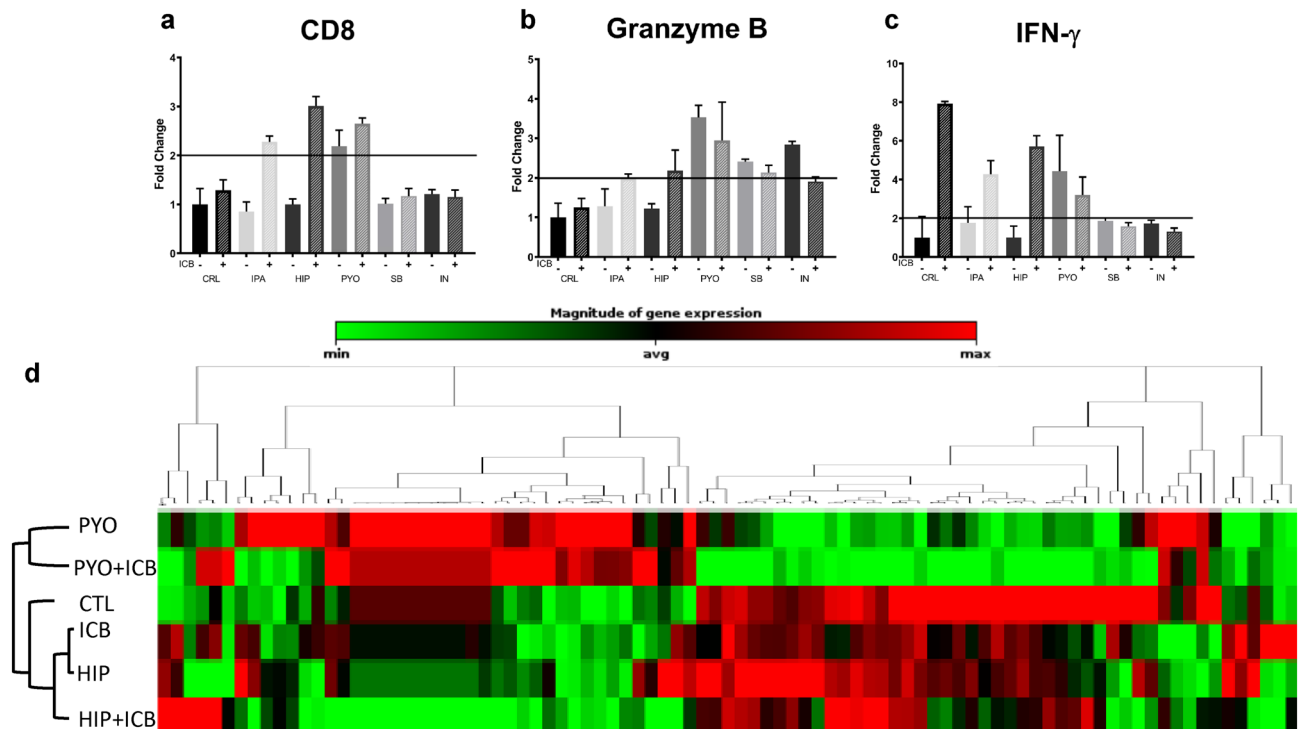 a CD8
4
3
2
1
0
Fold Change
ICB - + - + - + - + - + - +
CRL IPA HIP PYO SB IN
b Granzyme B
5
4
3
2
1
0
Fold Change
ICB - + - + - + - + - + - +
CRL IPA HIP PYO SB IN
c IFN-γ
10
8
6
4
2
0
Fold Change
ICB - + - + - + - + - + - +
CRL IPA HIP PYO SB IN
Magnitude of gene expression
min avg max
d
PYO
PYO+ICB
CTL
ICB
HIP
HIP+ICB